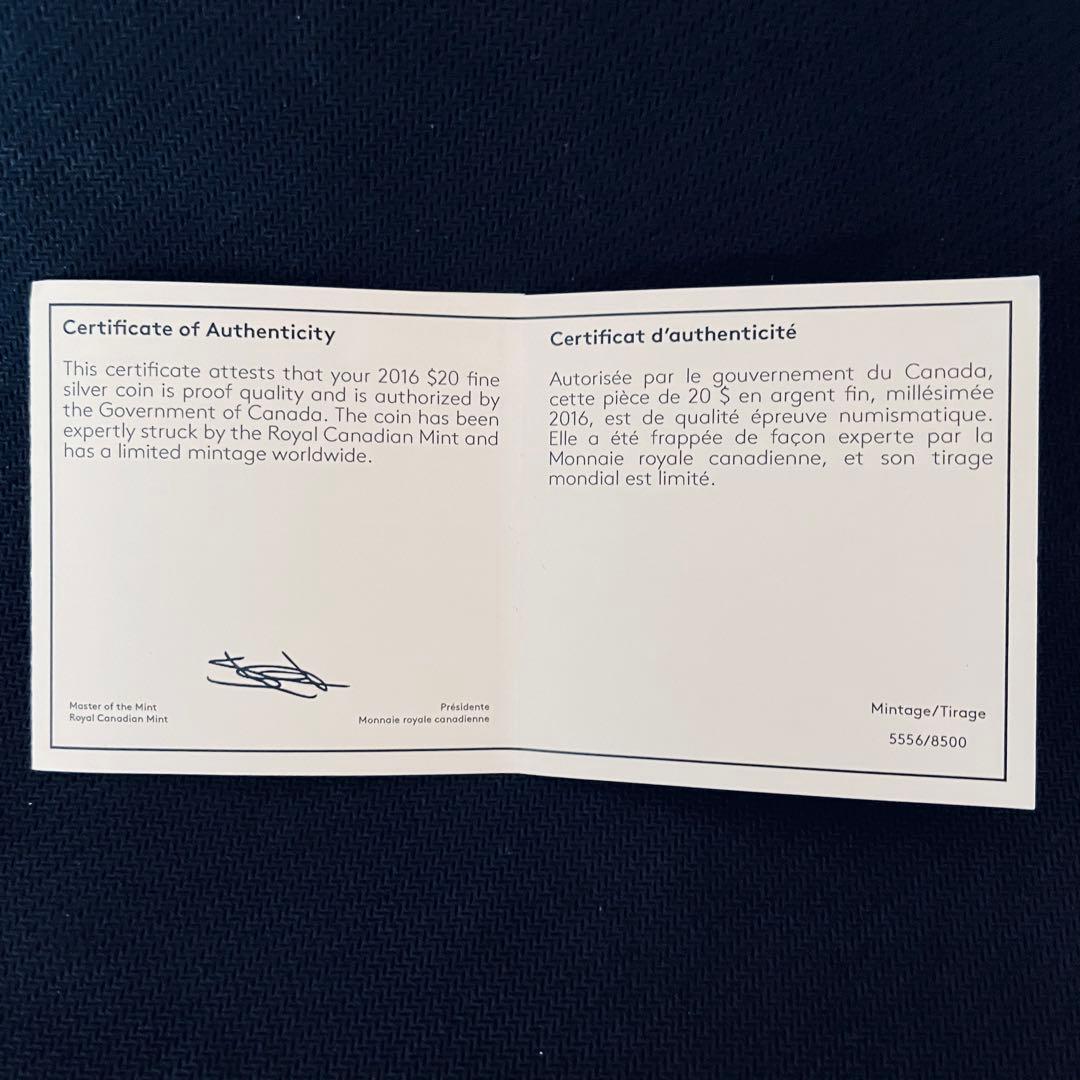 Certificate of Authenticity
This certificate attests that your 2016 $20 fine
silver coin is proof quality and is authorized by
the Government of Canada. The coin has been
expertly struck by the Royal Canadian Mint and
has a limited mintage worldwide.
Master of the Mint
Royal Canadian Mint
Présidente
Monnaie royale canadienne
Certificat d'authenticité
Autorisée par le gouvernement du Canada,
cette pièce de 20 $ en argent fin, millésimée
2016, est de qualité épreuve numismatique.
Elle a été frappée de façon experte par la
Monnaie royale canadienne, et son tirage
mondial est limité.
Mintage/Tirage
5556/8500